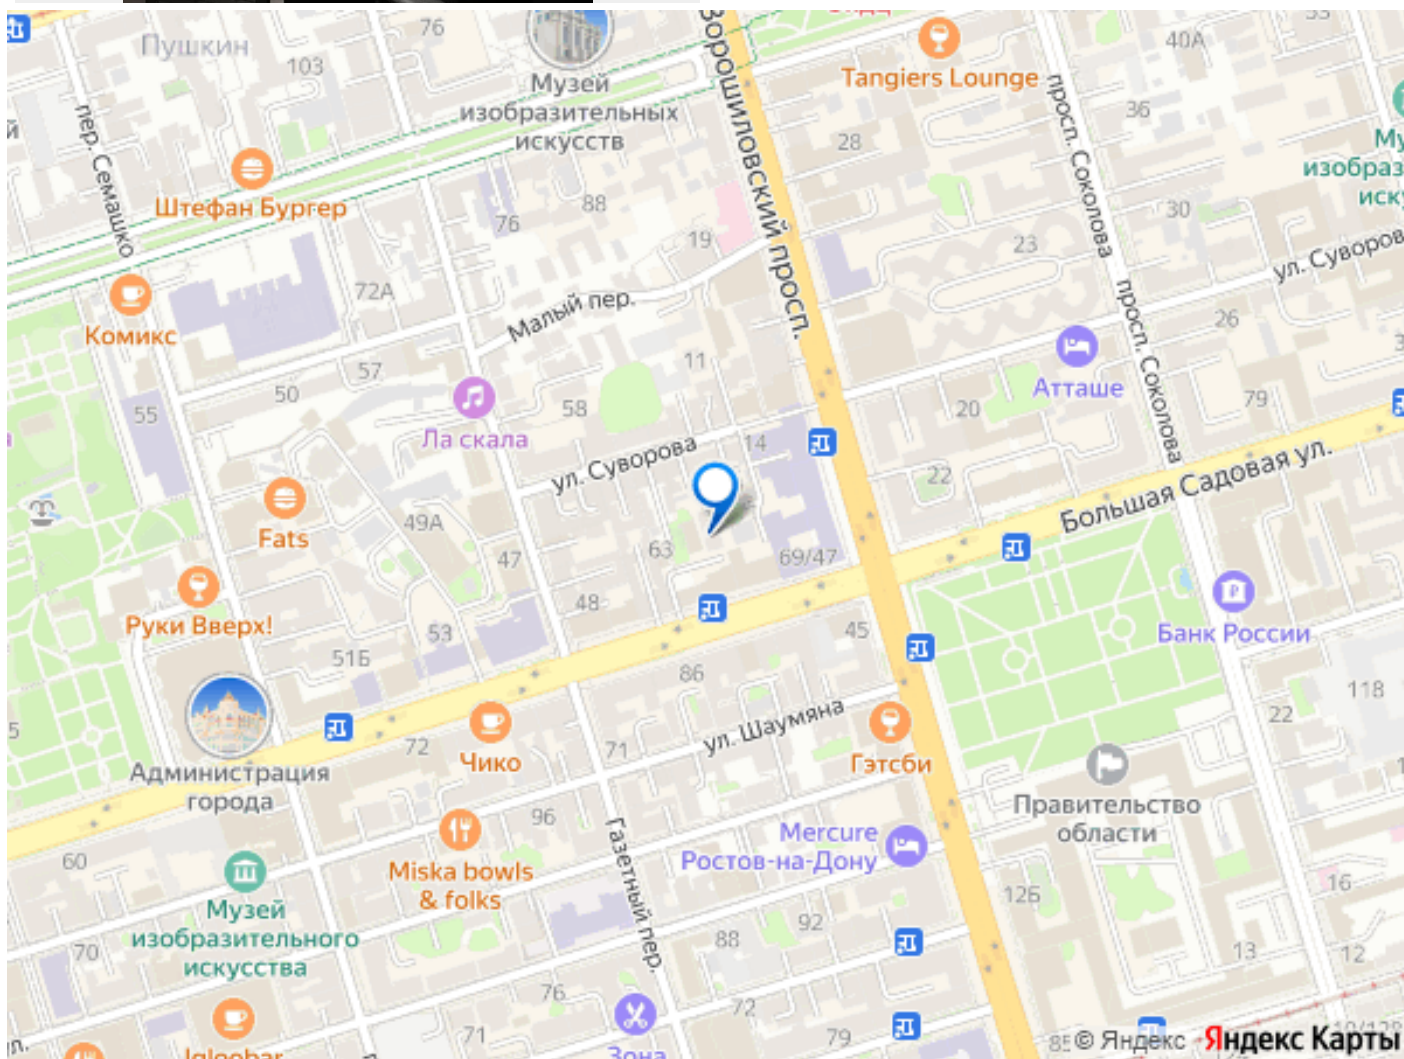 Пушкин
103
76
Музей
изобразительных
искусств
Ворошиловский просп.
Tangiers Lounge
40А
36
28
просп. Соколова
пер. Семашко
Штефан Бургер
76
88
19
30
23
ул. Суворов
Комикс
72А
Малый пер.
просп. Соколова
26
57
50
55
11
58
Ла скала
Атташе
20
79
14
ул. Суворова
22
Большая Садовая ул.
Fats
49А
47
63
69/47
Руки Вверх!
48
53
51Б
45
86
Банк России
118
22
ул. Шаумяна
72
Чико
71
Гэтсби
Администрация
города
Правительство
области
96
Газетный пер.
Mercure
Ростов-на-Дону
60
Miska bowls
& folks
Музей
изобразительного
искусства
70
12Б
16
92
88
13
12
76
72
71
79
Igloobar
Зона
© Яндекс
Яндекс Карты